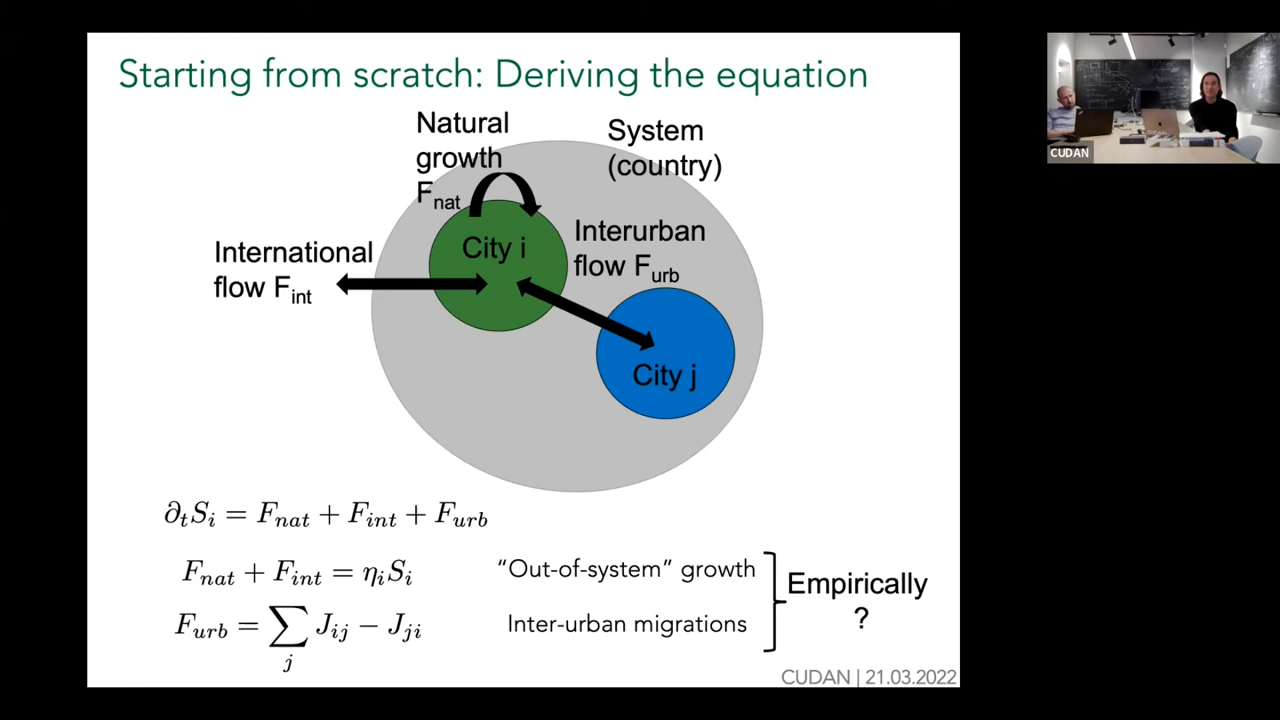 Starting from scratch: Deriving the equation
Natural
growth
F_nat
System
(country)
International
flow F_int
City i
Interurban
flow F_urb
City j
∂_t S_i = F_nat + F_int + F_urb
F_nat + F_int = η_i S_i
“Out-of-system” growth
F_urb = ∑_j J_ij − J_ji
Inter-urban migrations
Empirically
?
CUDAN | 21.03.2022
CUDAN